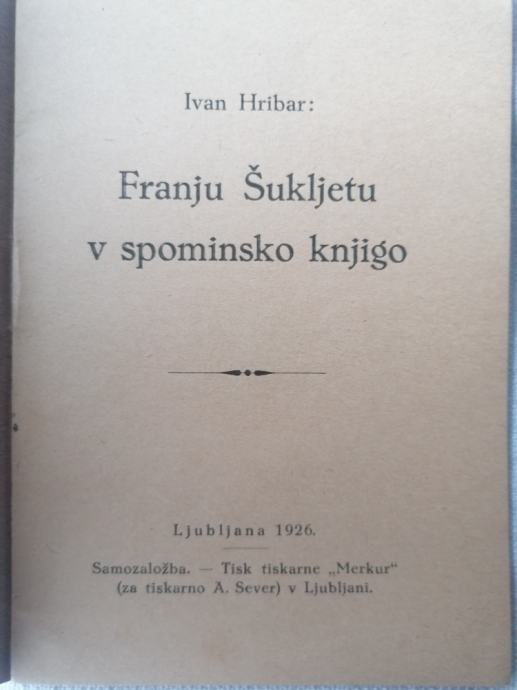 Ivan Hribar:
Franju Šukljetu
v spominsko knjigo
Ljubljana 1926.
Samozaložba. — Tisk tiskarne „Merkur“
(za tiskarno A. Sever) v Ljubljani.